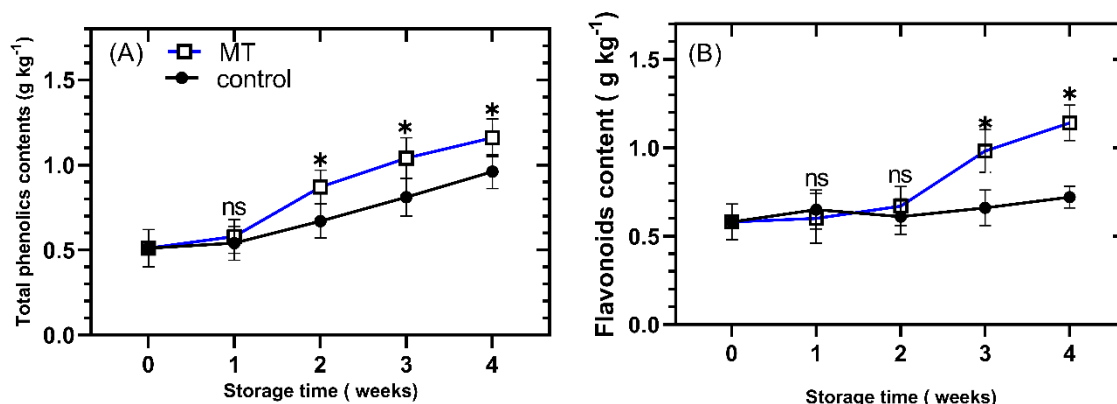 Total phenolics contents (g kg⁻¹)
(A)
MT
control
1.5
1.0
0.5
0.0
ns
*
*
*
0 1 2 3 4
Storage time ( weeks)
Flavonoids content ( g kg⁻¹)
(B)
1.5
1.0
0.5
0.0
ns
ns
*
*
0 1 2 3 4
Storage time ( weeks)